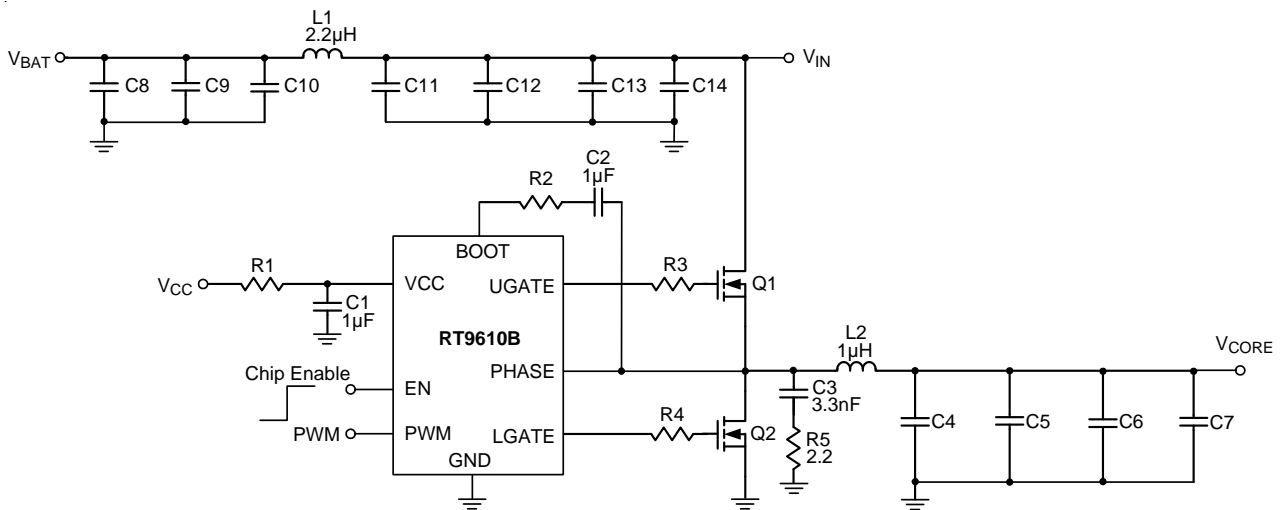 L1
2.2µH
VBAT
VIN
C8
C9
C10
C11
C12
C13
C14
C2
1µF
R2
BOOT
R1
VCC
VCC
C1
1µF
UGATE
R3
Q1
RT9610B
L2
1µH
VCORE
PHASE
Chip Enable
EN
C3
3.3nF
C4
C5
C6
C7
PWM
PWM
LGATE
R4
Q2
R5
2.2
GND